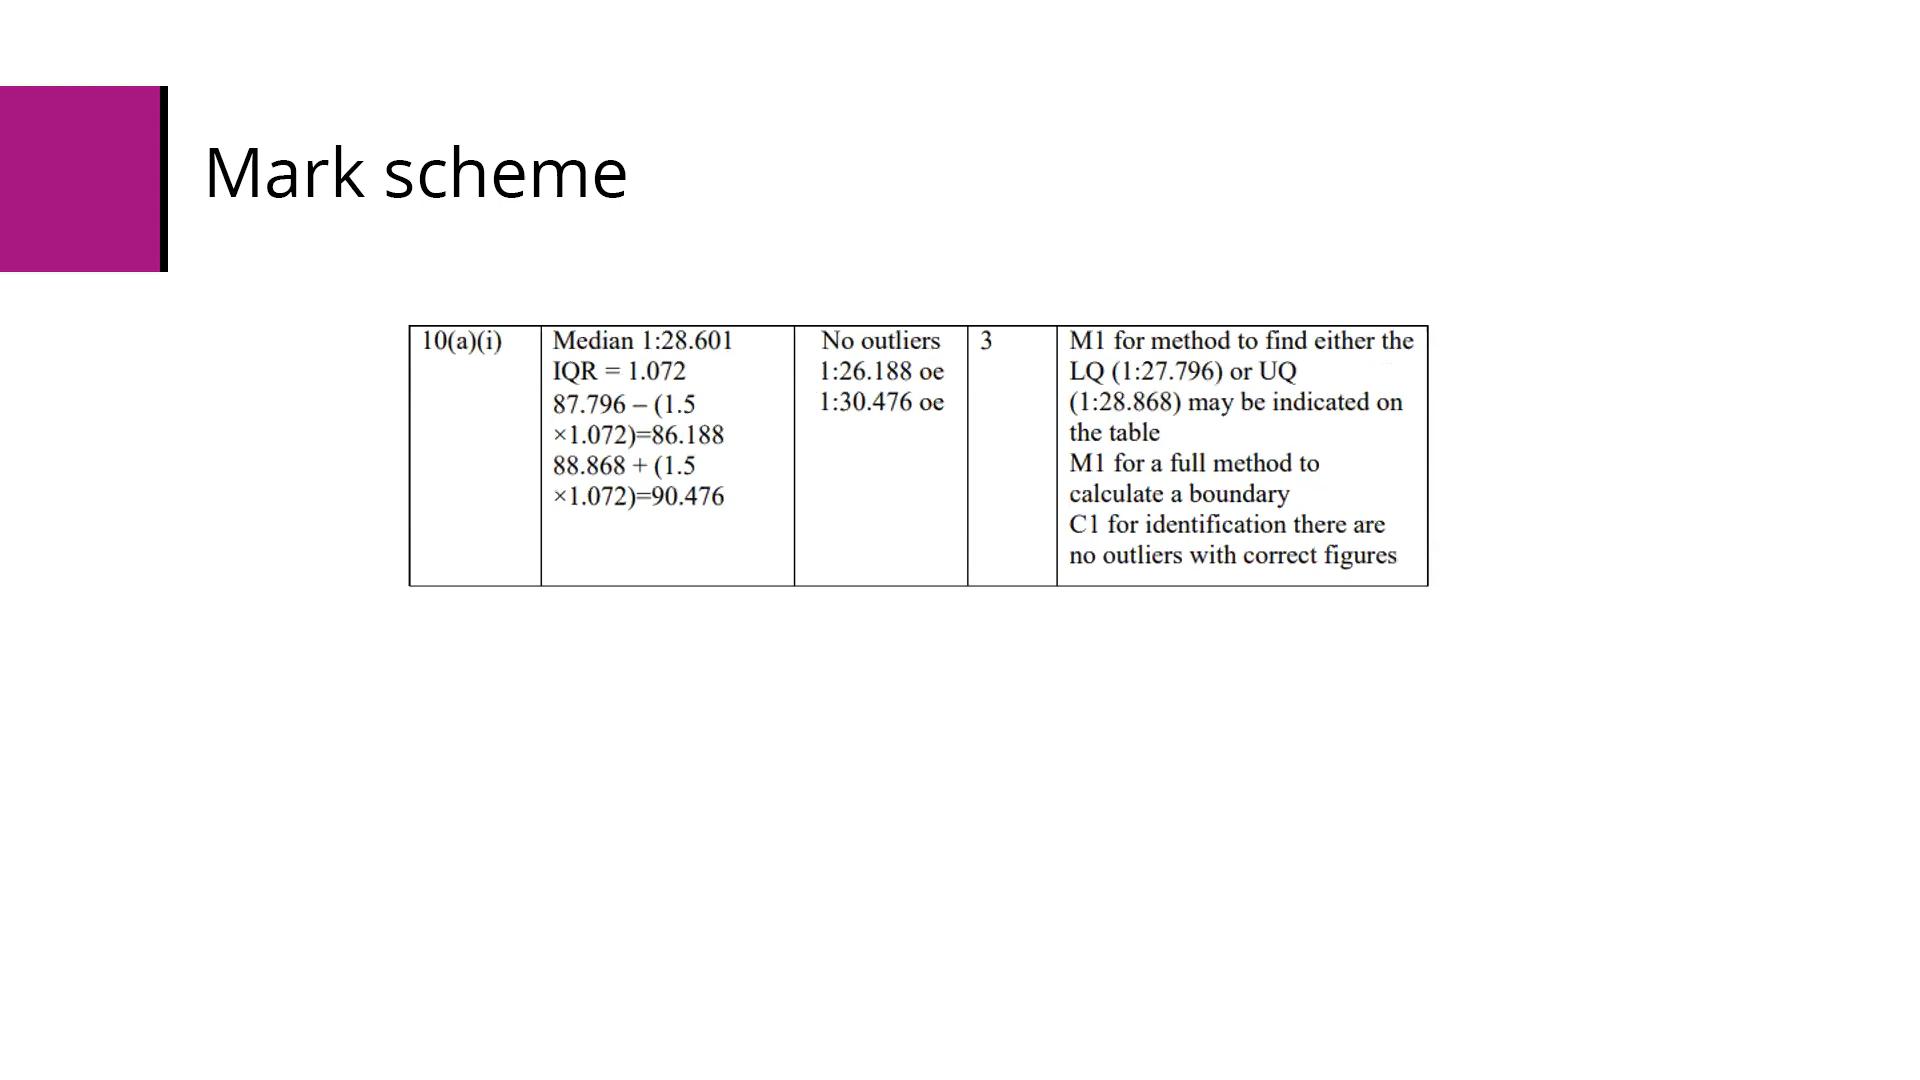 Mark scheme
10(a)(i)
Median 1:28.601
IQR = 1.072
87.796 – (1.5
×1.072)=86.188
88.868 + (1.5
×1.072)=90.476
No outliers
1:26.188 oe
1:30.476 oe
3
M1 for method to find either the
LQ (1:27.796) or UQ
(1:28.868) may be indicated on
the table
M1 for a full method to
calculate a boundary
C1 for identification there are
no outliers with correct figures